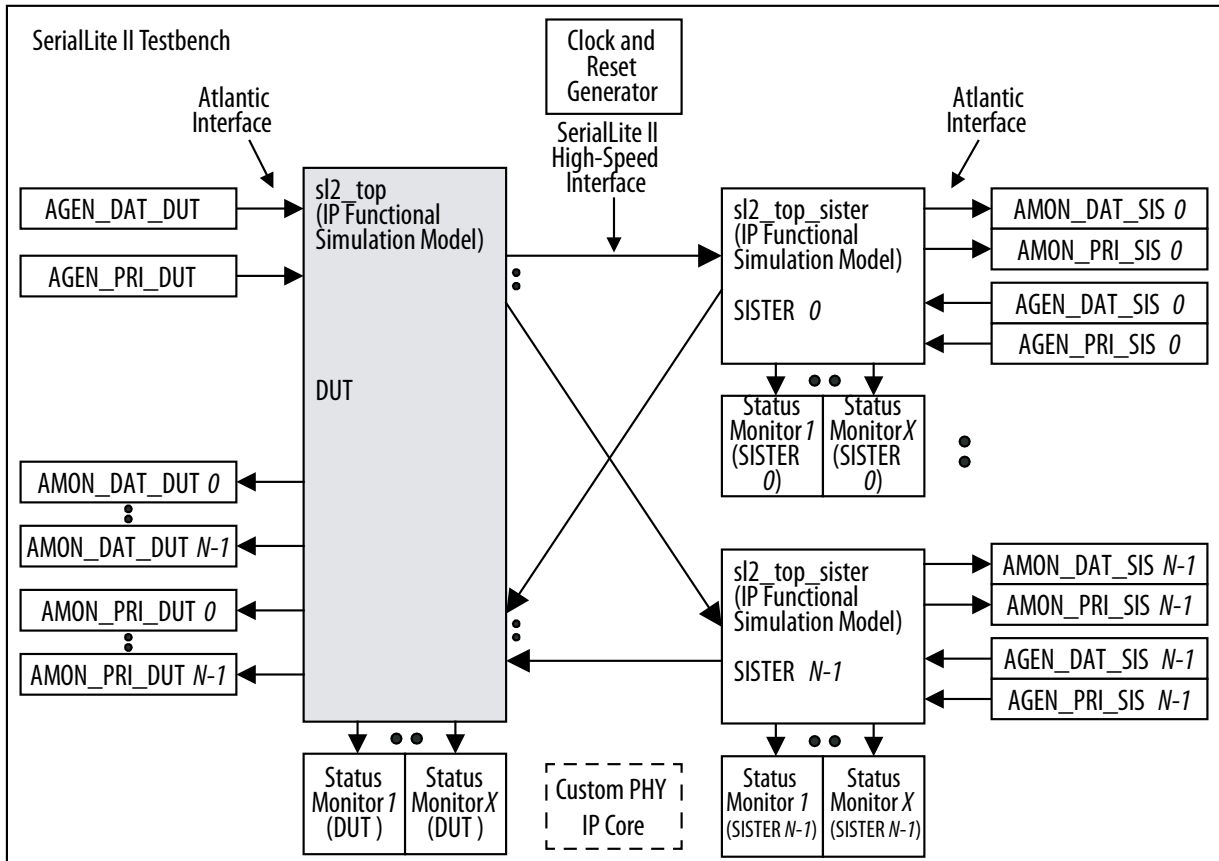 SerialLite II Testbench
Clock and
Reset
Generator
Atlantic
Interface
SerialLite II
High-Speed
Interface
Atlantic
Interface
AGEN_DAT_DUT
AGEN_PRI_DUT
sl2_top
(IP Functional
Simulation Model)
DUT
AMON_DAT_DUT 0
AMON_DAT_DUT N-1
AMON_PRI_DUT 0
AMON_PRI_DUT N-1
Status
Monitor 1
(DUT )
Status
Monitor X
(DUT )
Custom PHY
IP Core
sl2_top_sister
(IP Functional
Simulation Model)
SISTER 0
AMON_DAT_SIS 0
AMON_PRI_SIS 0
AGEN_DAT_SIS 0
AGEN_PRI_SIS 0
Status
Monitor 1
(SISTER
0)
Status
Monitor X
(SISTER
0)
sl2_top_sister
(IP Functional
Simulation Model)
SISTER N-1
AMON_DAT_SIS N-1
AMON_PRI_SIS N-1
AGEN_DAT_SIS N-1
AGEN_PRI_SIS N-1
Status
Monitor 1
(SISTER N-1)
Status
Monitor X
(SISTER N-1)